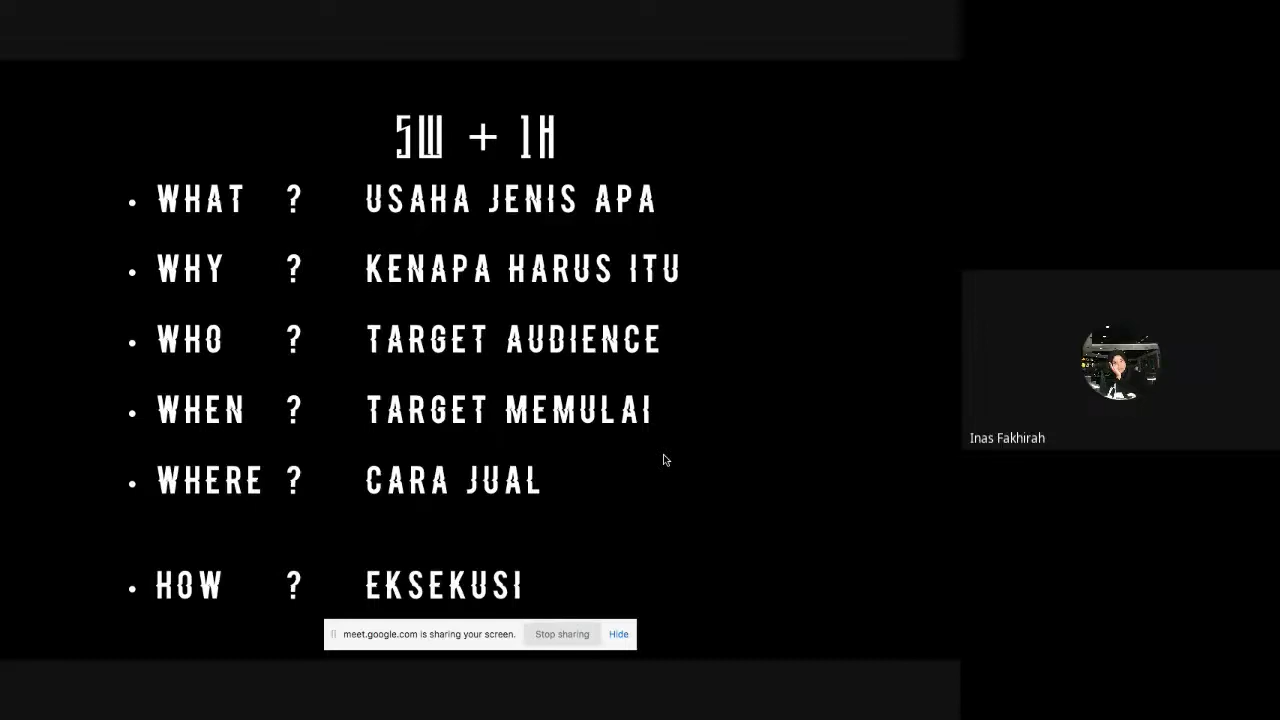 5W + 1H
• WHAT ? USAHA JENIS APA
• WHY ? KENAPA HARUS ITU
• WHO ? TARGET AUDIENCE
• WHEN ? TARGET MEMULAI
• WHERE ? CARA JUAL
• HOW ? EKSEKUSI
meet.google.com is sharing your screen. Stop sharing Hide
Inas Fakhirah